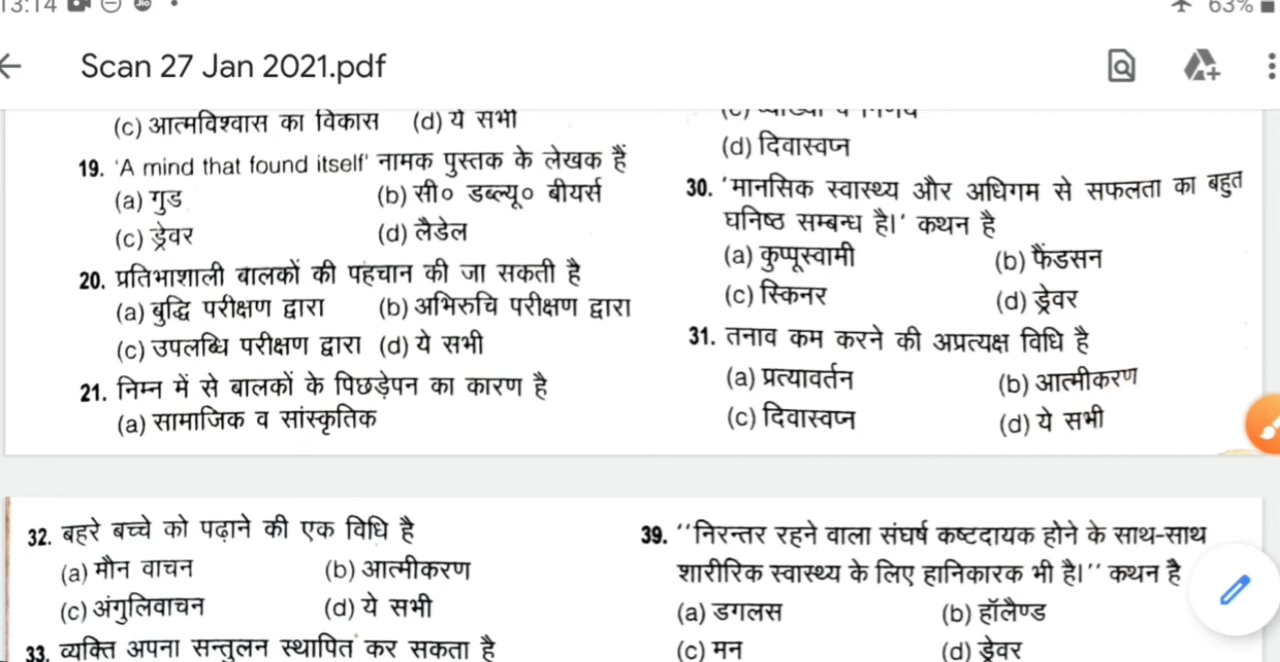 13:14
63%
Scan 27 Jan 2021.pdf
(c) आत्मविश्वास का विकास (d) ये सभी
19. 'A mind that found itself' नामक पुस्तक के लेखक हैं
(a) गुड (b) सी० डब्ल्यू० बीयर्स
(c) ड्रेवर (d) लैडेल
20. प्रतिभाशाली बालकों की पहचान की जा सकती है
(a) बुद्धि परीक्षण द्वारा (b) अभिरुचि परीक्षण द्वारा
(c) उपलब्धि परीक्षण द्वारा (d) ये सभी
21. निम्न में से बालकों के पिछड़ेपन का कारण है
(a) सामाजिक व सांस्कृतिक
(d) दिवास्वप्न
30. 'मानसिक स्वास्थ्य और अधिगम से सफलता का बहुत
घनिष्ठ सम्बन्ध है।' कथन है
(a) कुप्पूस्वामी (b) फैंडसन
(c) स्किनर (d) ड्रेवर
31. तनाव कम करने की अप्रत्यक्ष विधि है
(a) प्रत्यावर्तन (b) आत्मीकरण
(c) दिवास्वप्न (d) ये सभी
32. बहरे बच्चे को पढ़ाने की एक विधि है
(a) मौन वाचन (b) आत्मीकरण
(c) अंगुलिवाचन (d) ये सभी
33. व्यक्ति अपना सन्तुलन स्थापित कर सकता है
39. ''निरन्तर रहने वाला संघर्ष कष्टदायक होने के साथ-साथ
शारीरिक स्वास्थ्य के लिए हानिकारक भी है।'' कथन है
(a) डगलस (b) हॉलैण्ड
(c) मन (d) ड्रेवर